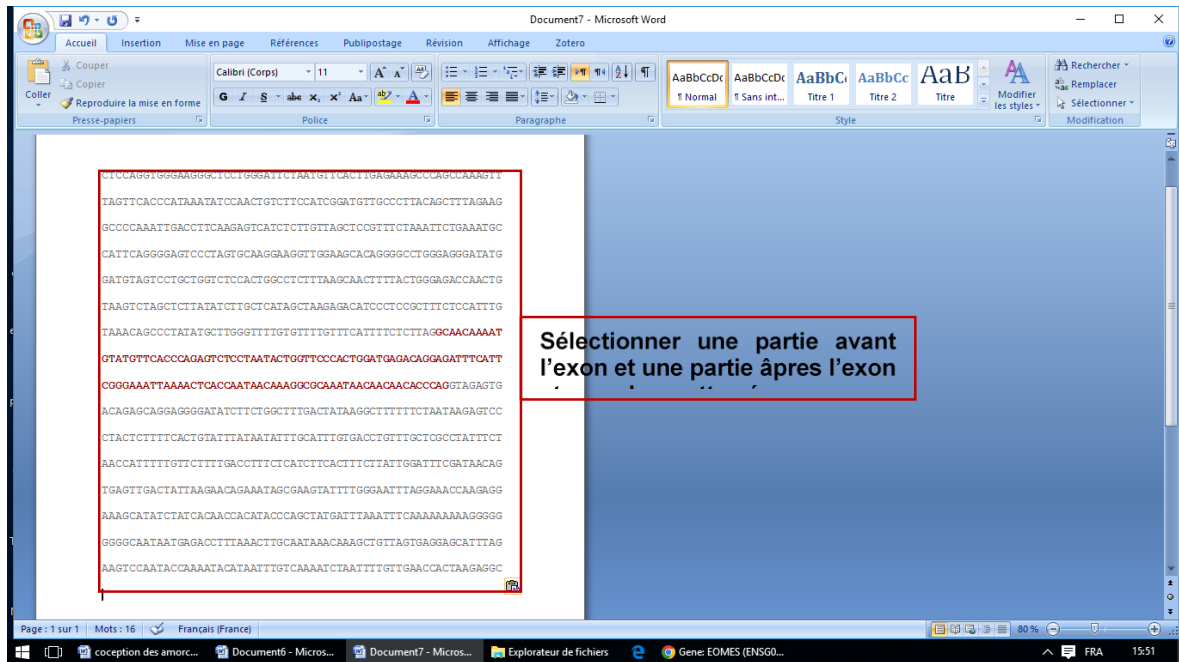 Document7 - Microsoft Word
Accueil Insertion Mise en page Références Publipostage Révision Affichage Zotero
Coller
Couper
Copier
Reproduire la mise en forme
Presse-papiers
Calibri (Corps) 11
G I S abc x, x² Aa
Police
Paragraphe
AaBbCcDc AaBbCcDc AaBbC AaBbCc AaB
¶ Normal ¶ Sans int... Titre 1 Titre 2 Titre
Modifier les styles
Style
Rechercher
Remplacer
Sélectionner
Modification
CTCCAGGTGGGAAGGGCTCCTGGGATTCTAATGTTCACTTGAGAAAGCCCAGCCAAAGTT
TAGTTCACCCATAAATATCCAACTGTCTTCCATCGGATGTTGCCCTTACAGCTTTAGAAG
GCCCCAAATTGACCTTCAAGAGTCATCTCTTGTTAGCTCCGTTTCTAAATTCTGAAATGC
CATTCAGGGGAGTCCCTAGTGCAAGGAAGGTTGGAAGCACAGGGGCCTGGGAGGGATATG
GATGTAGTCCTGCTGGTCTCCACTGGCCTCTTTAAGCAACTTTTACTGGGAGACCAACTG
TAAGTCTAGCTCTTATATCTTGCTCATAGCTAAGAGACATCCCTCCGCTTTCTCCATTTG
TAAACAGCCCTATATGCTTGGGTTTTGTGTTTTGTTTCATTTTCTCTTAGGCAACAAAAT
GTATGTTCACCCAGAGTCTCCTAATACTGGTTCCCACTGGATGAGACAGGAGATTTCATT
CGGGAAATTAAAACTCACCAATAACAAAGGCGCAAATAACAACAACACCCAGGTAGAGTG
ACAGAGCAGGAGGGGATATCTTCTGGCTTTGACTATAAGGCTTTTTTCTAATAAGAGTCC
CTACTCTTTTCACTGTATTTATAATATTTGCATTTGTGACCTGTTTGCTCGCCTATTTCT
AACCATTTTTGTTCTTTTGACCTTTCTCATCTTCACTTTCTTATTGGATTTCGATAACAG
TGAGTTGACTATTAAGAACAGAAATAGCGAAGTATTTTGGGAATTTAGGAAACCAAGAGG
AAAGCATATCTATCACAACCACATACCCAGCTATGATTTAAATTTCAAAAAAAAAGGGGG
GGGGCAATAATGAGACCTTTAAACTTGCAATAAACAAAGCTGTTAGTGAGGAGCATTTAG
AAGTCCAATACCAAAATACATAATTTGTCAAAATCTAATTTTGTTGAACCACTAAGAGGC
Sélectionner une partie avant
l'exon et une partie âpres l'exon
Page : 1 sur 1 Mots : 16 Français (France) 80 %
coception des amorc... Document6 - Micros... Document7 - Micros... Explorateur de fichiers Gene: EOMES (ENSG0... FRA 15:51